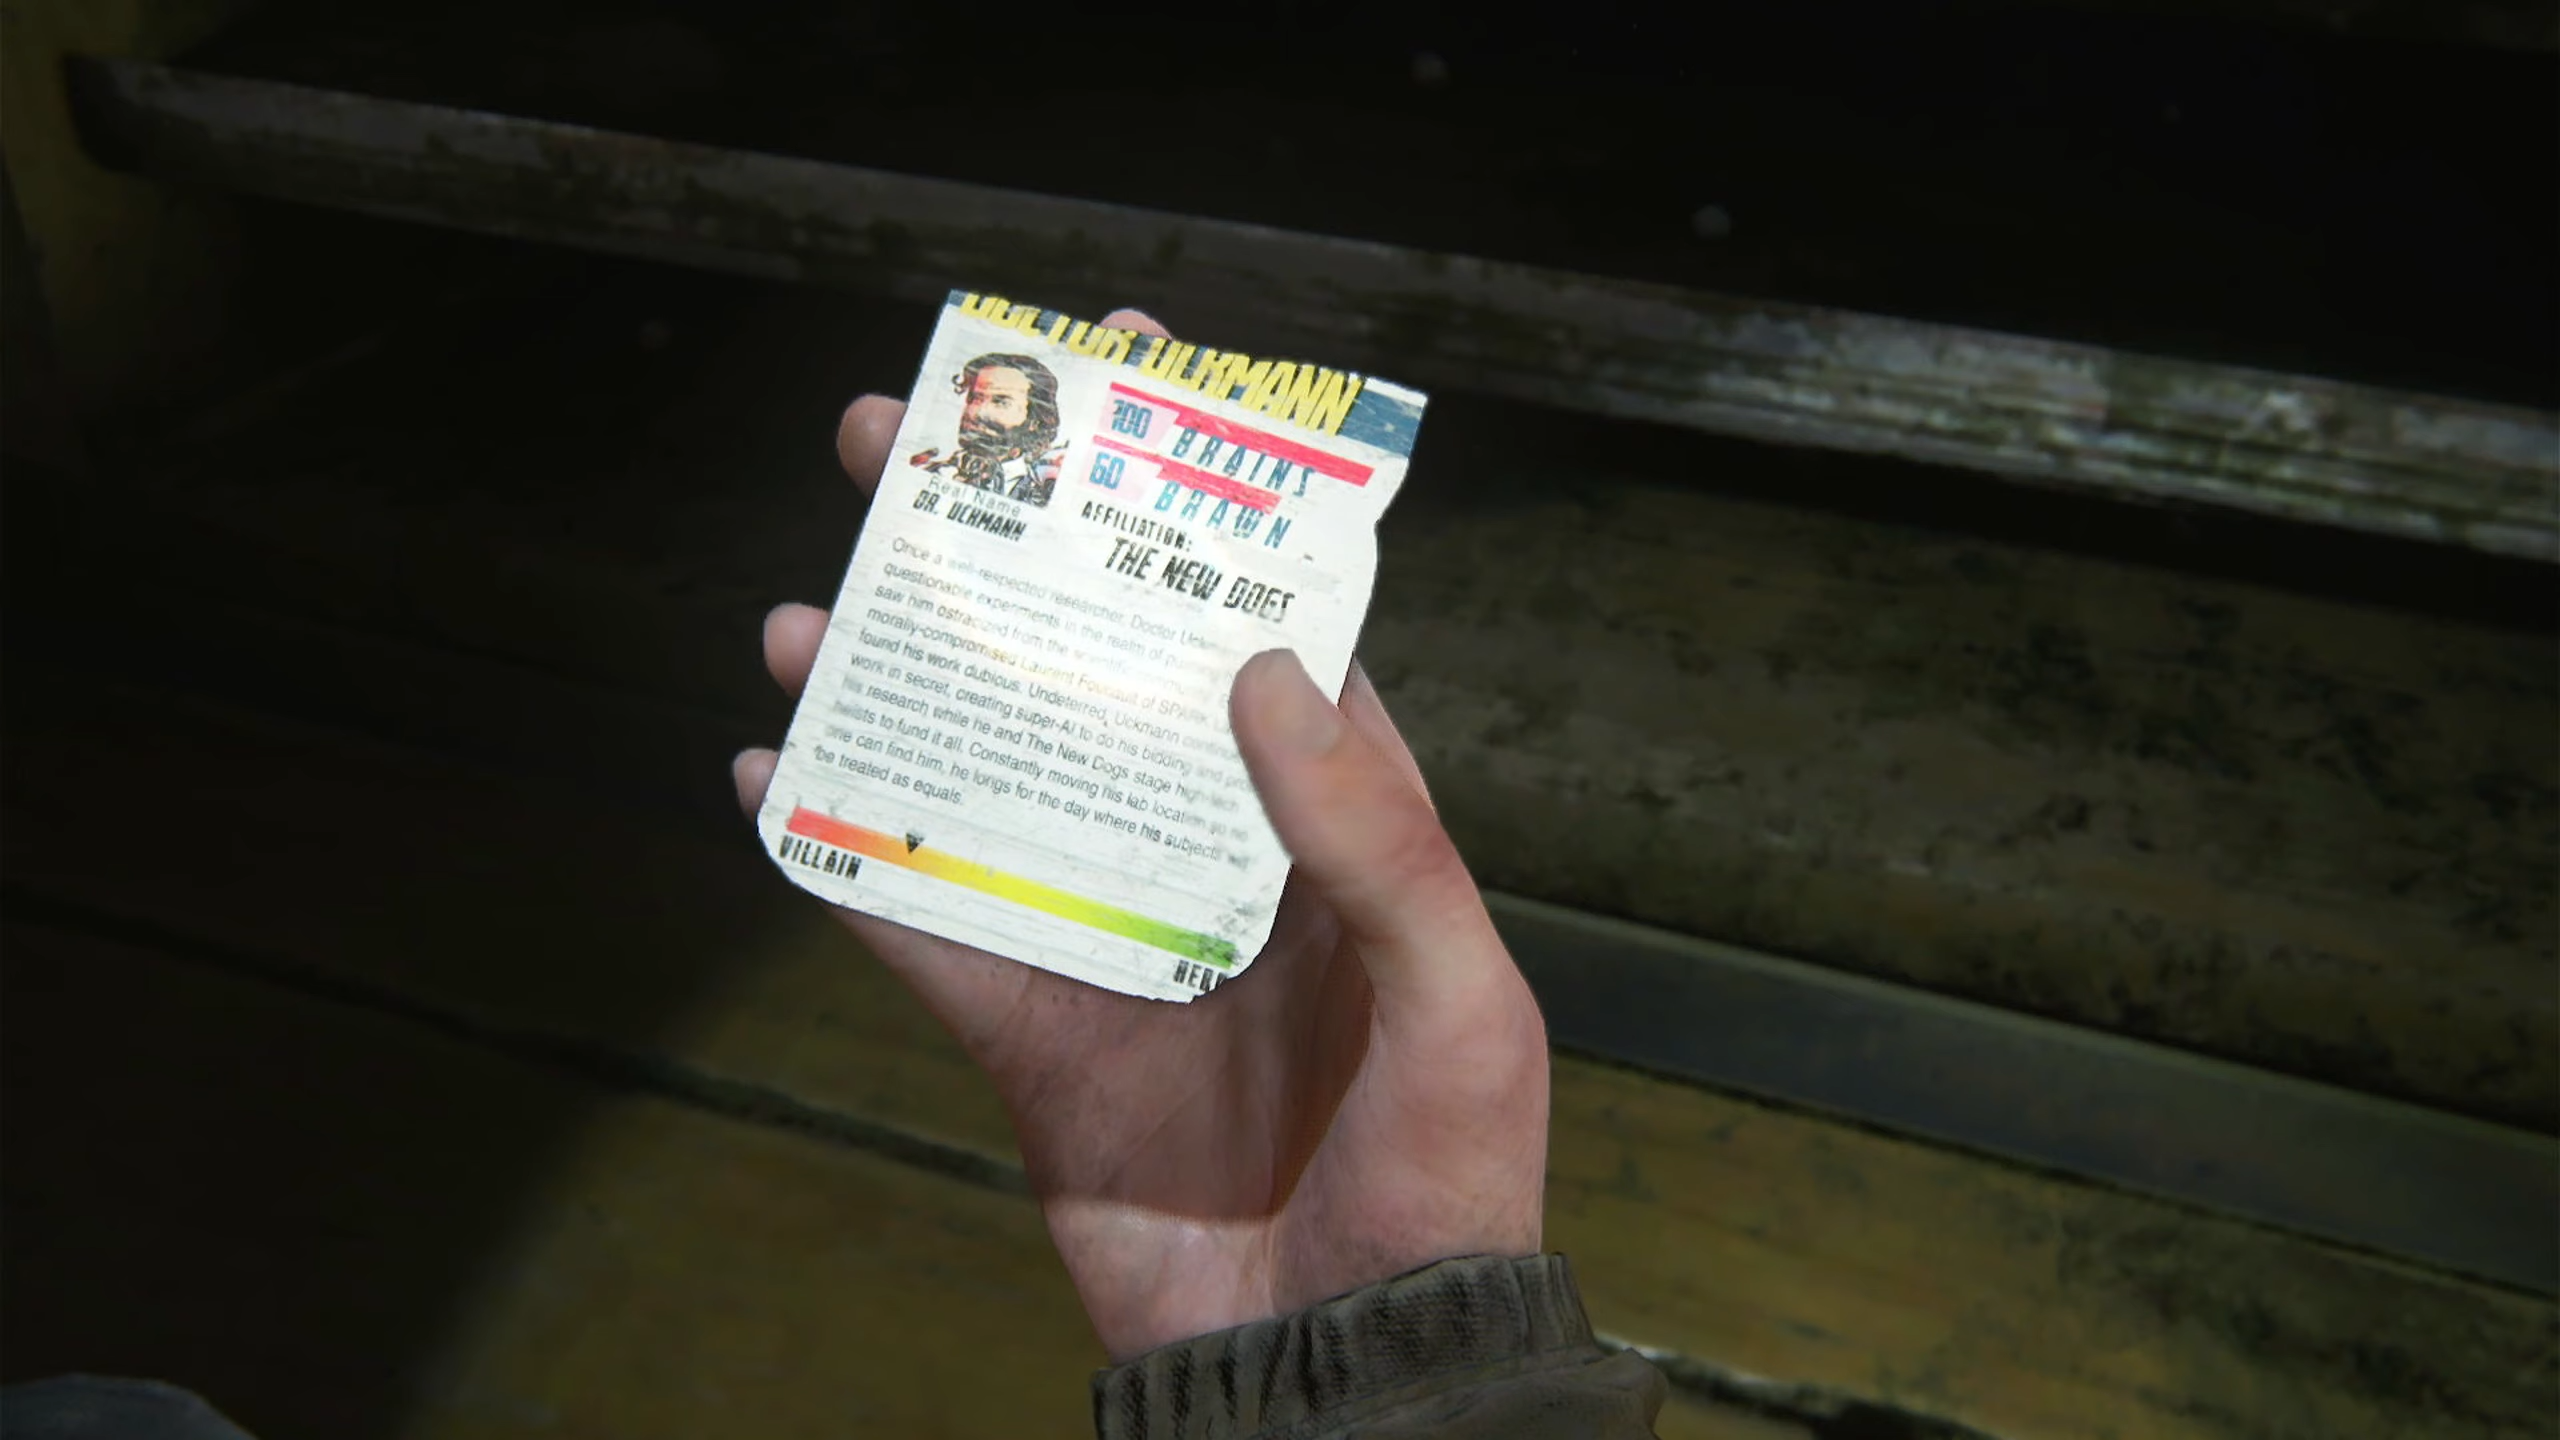 DOCTOR UCKMANN
100 BRAINS
60 BRAWN
Real Name
DR. UCKMANN
AFFILIATION:
THE NEW DOGS
Once a well-respected researcher, Doctor
questionable experiments in the realm of
saw him ostracized from the scientific community
morally-compromised Laurent Foucault of SPARK
found his work dubious. Undeterred, Uckmann
work in secret, creating super-AI to do his bidding and
his research while he and The New Dogs stage high-tech
heists to fund it all. Constantly moving his lab location so no
one can find him, he longs for the day where his subjects will
be treated as equals.
VILLAIN